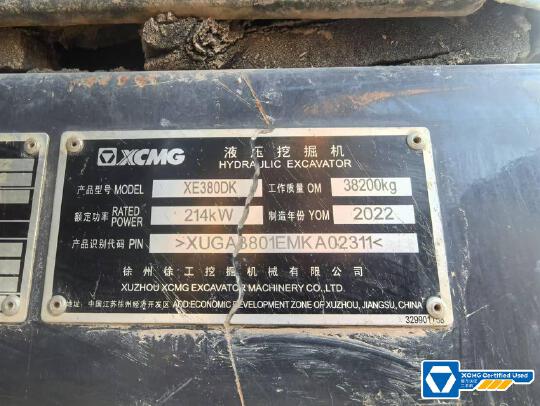 XCMG 液压挖掘机
HYDRAULIC EXCAVATOR
产品型号 MODEL XE380DK 工作质量 OM 38200kg
额定功率 RATED POWER 214kW 制造年份 YOM 2022
产品识别代码 PIN >XUGA3801EMKA02311<
徐州徐工挖掘机械有限公司
XUZHOU XCMG EXCAVATOR MACHINERY CO.,LTD.
地址: 中国江苏徐州经济开发区 ADD:ECONOMIC DEVELOPMENT ZONE OF XUZHOU, JIANGSU, CHINA
XCMG Certified Used